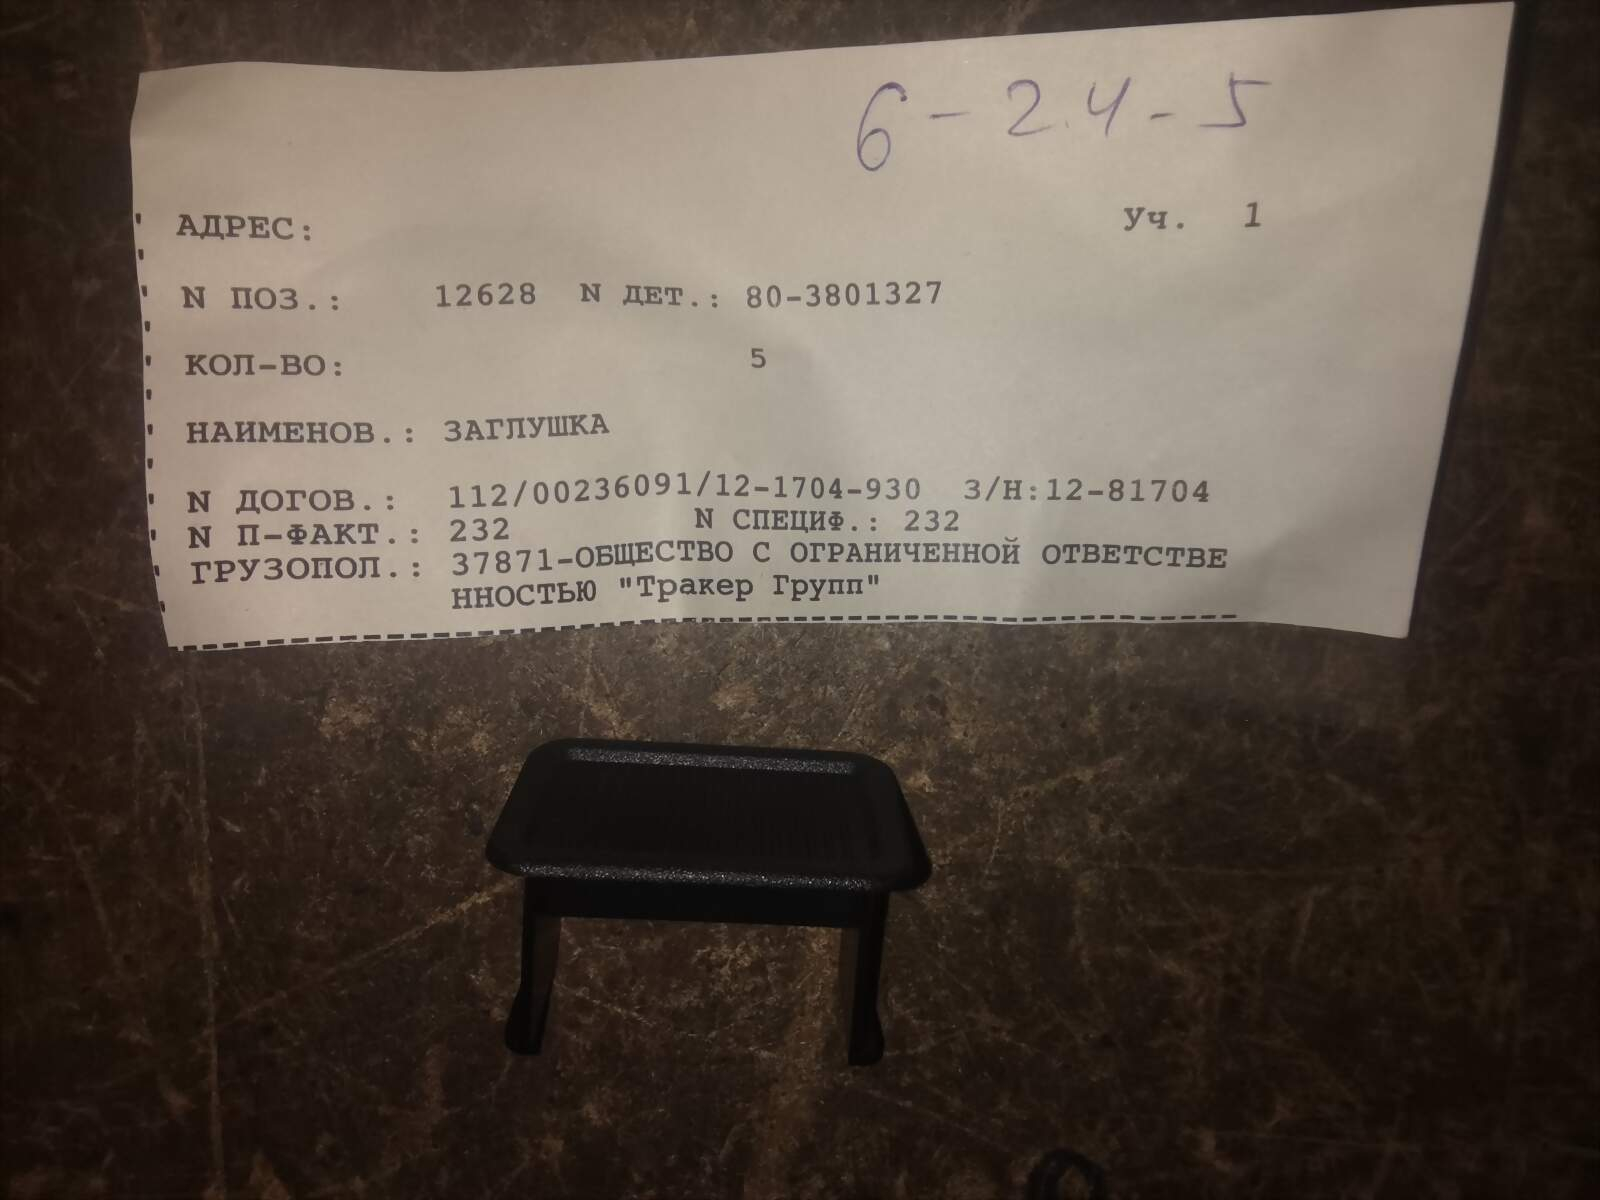 6-2.4-5
АДРЕС: Уч. 1
N ПОЗ.: 12628 N ДЕТ.: 80-3801327
КОЛ-ВО: 5
НАИМЕНОВ.: ЗАГЛУШКА
N ДОГОВ.: 112/00236091/12-1704-930 З/Н:12-81704
N П-ФАКТ.: 232 N СПЕЦИФ.: 232
ГРУЗОПОЛ.: 37871-ОБЩЕСТВО С ОГРАНИЧЕННОЙ ОТВЕТСТВЕ
ННОСТЬЮ "Тракер Групп"